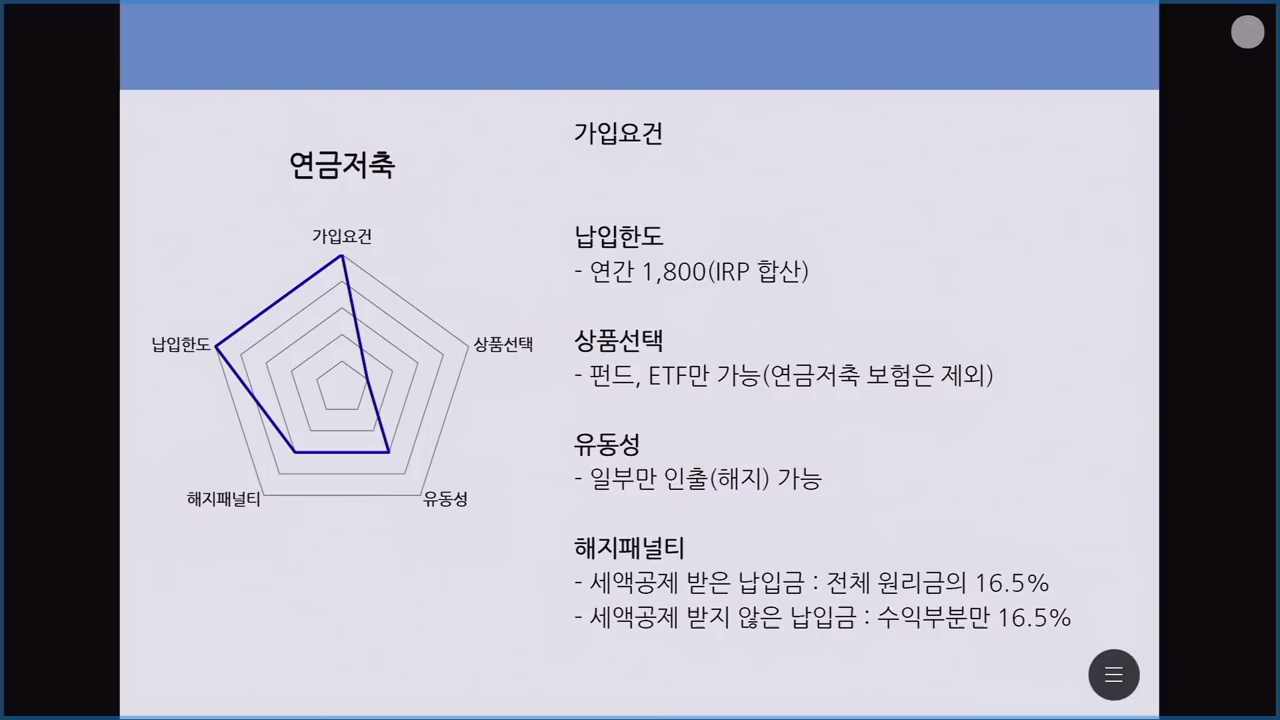 연금저축
가입요건
상품선택
유동성
해지패널티
납입한도
가입요건
납입한도
- 연간 1,800(IRP 합산)
상품선택
- 펀드, ETF만 가능(연금저축 보험은 제외)
유동성
- 일부만 인출(해지) 가능
해지패널티
- 세액공제 받은 납입금 : 전체 원리금의 16.5%
- 세액공제 받지 않은 납입금 : 수익부분만 16.5%